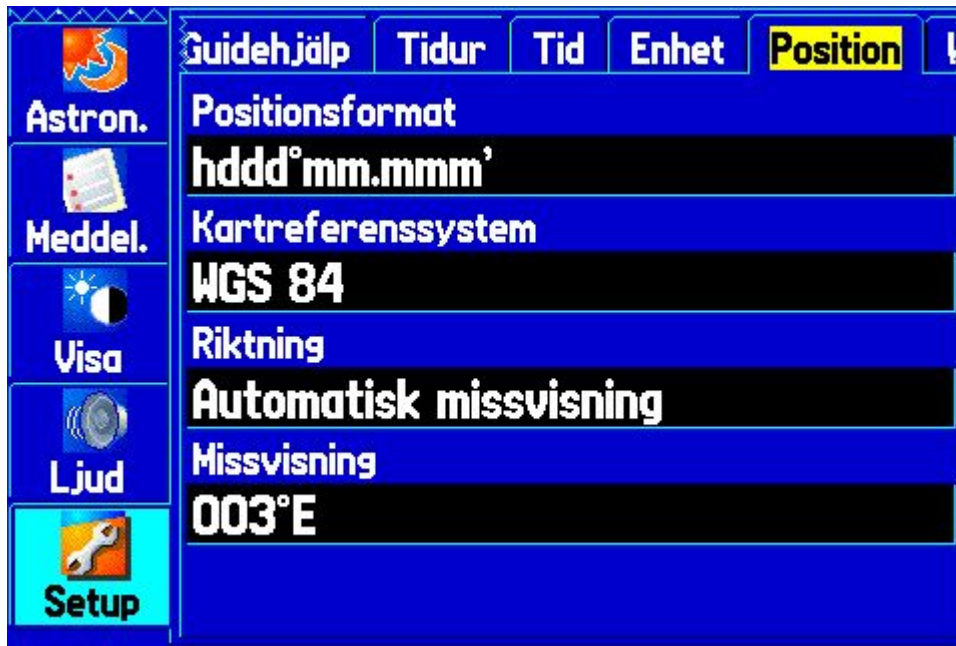 Astron.
Meddel.
Visa
Ljud
Setup
Guidehjälp Tidur Tid Enhet Position
Positionsformat
hddd°mm.mmm'
Kartreferenssystem
WGS 84
Riktning
Automatisk missvisning
Missvisning
003°E